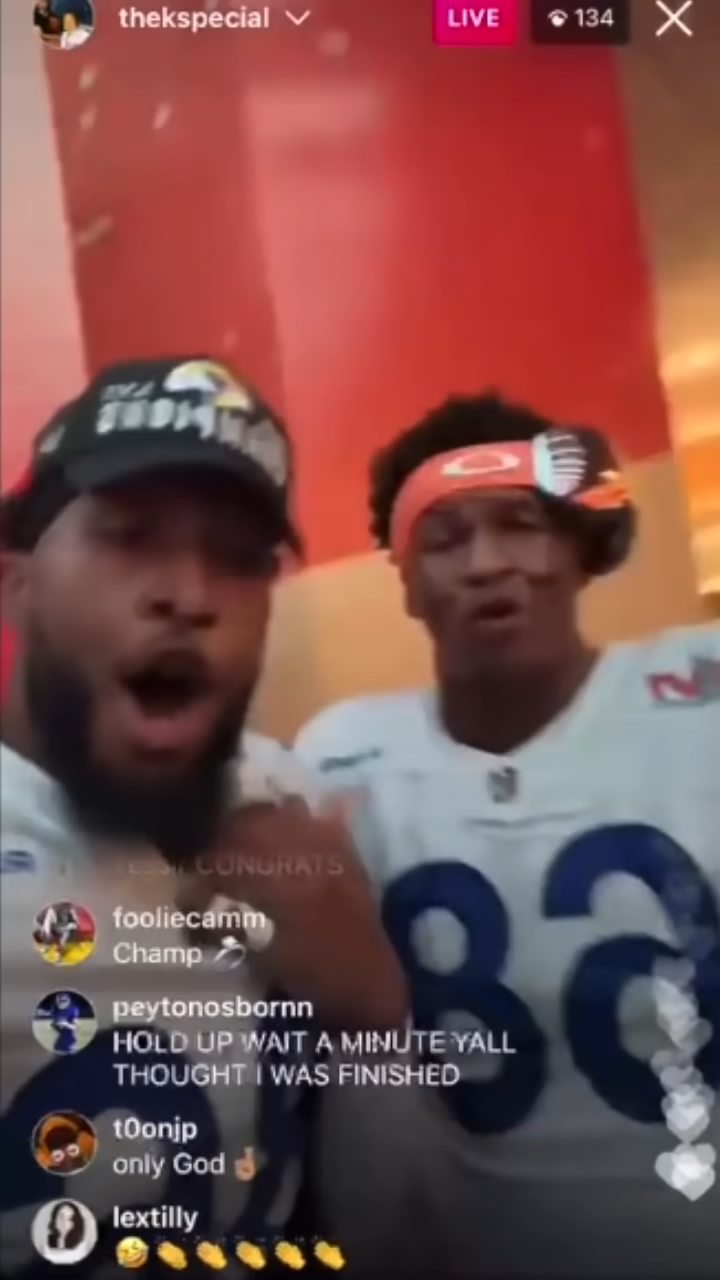 thekspecial
LIVE
134
CONGRATS
fooliecamm
Champ
peytonosbornn
HOLD UP WAIT A MINUTE YALL
THOUGHT I WAS FINISHED
t0onjp
only God
lextilly
86